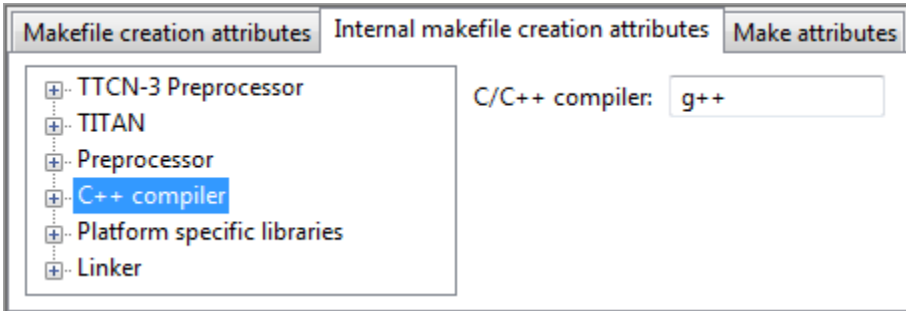 Makefile creation attributes Internal makefile creation attributes Make attributes
TTCN-3 Preprocessor
TITAN
Preprocessor
C++ compiler
Platform specific libraries
Linker
C/C++ compiler: g++